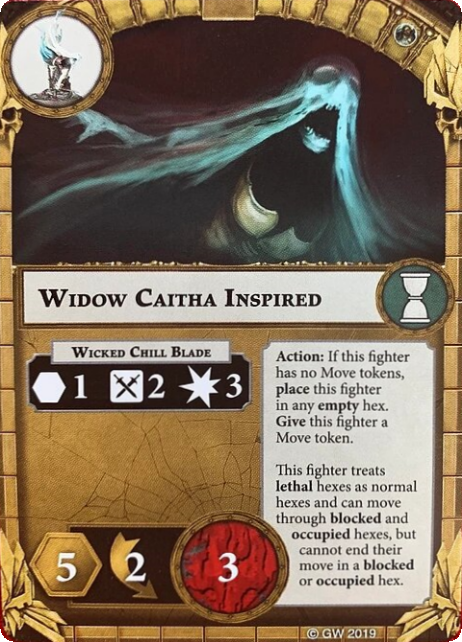 WIDOW CAITHA INSPIRED
WICKED CHILL BLADE
1 2 3
Action: If this fighter
has no Move tokens,
place this fighter
in any empty hex.
Give this fighter a
Move token.
This fighter treats
lethal hexes as normal
hexes and can move
through blocked and
occupied hexes, but
cannot end their
move in a blocked
or occupied hex.
5 2 3
© GW 2019